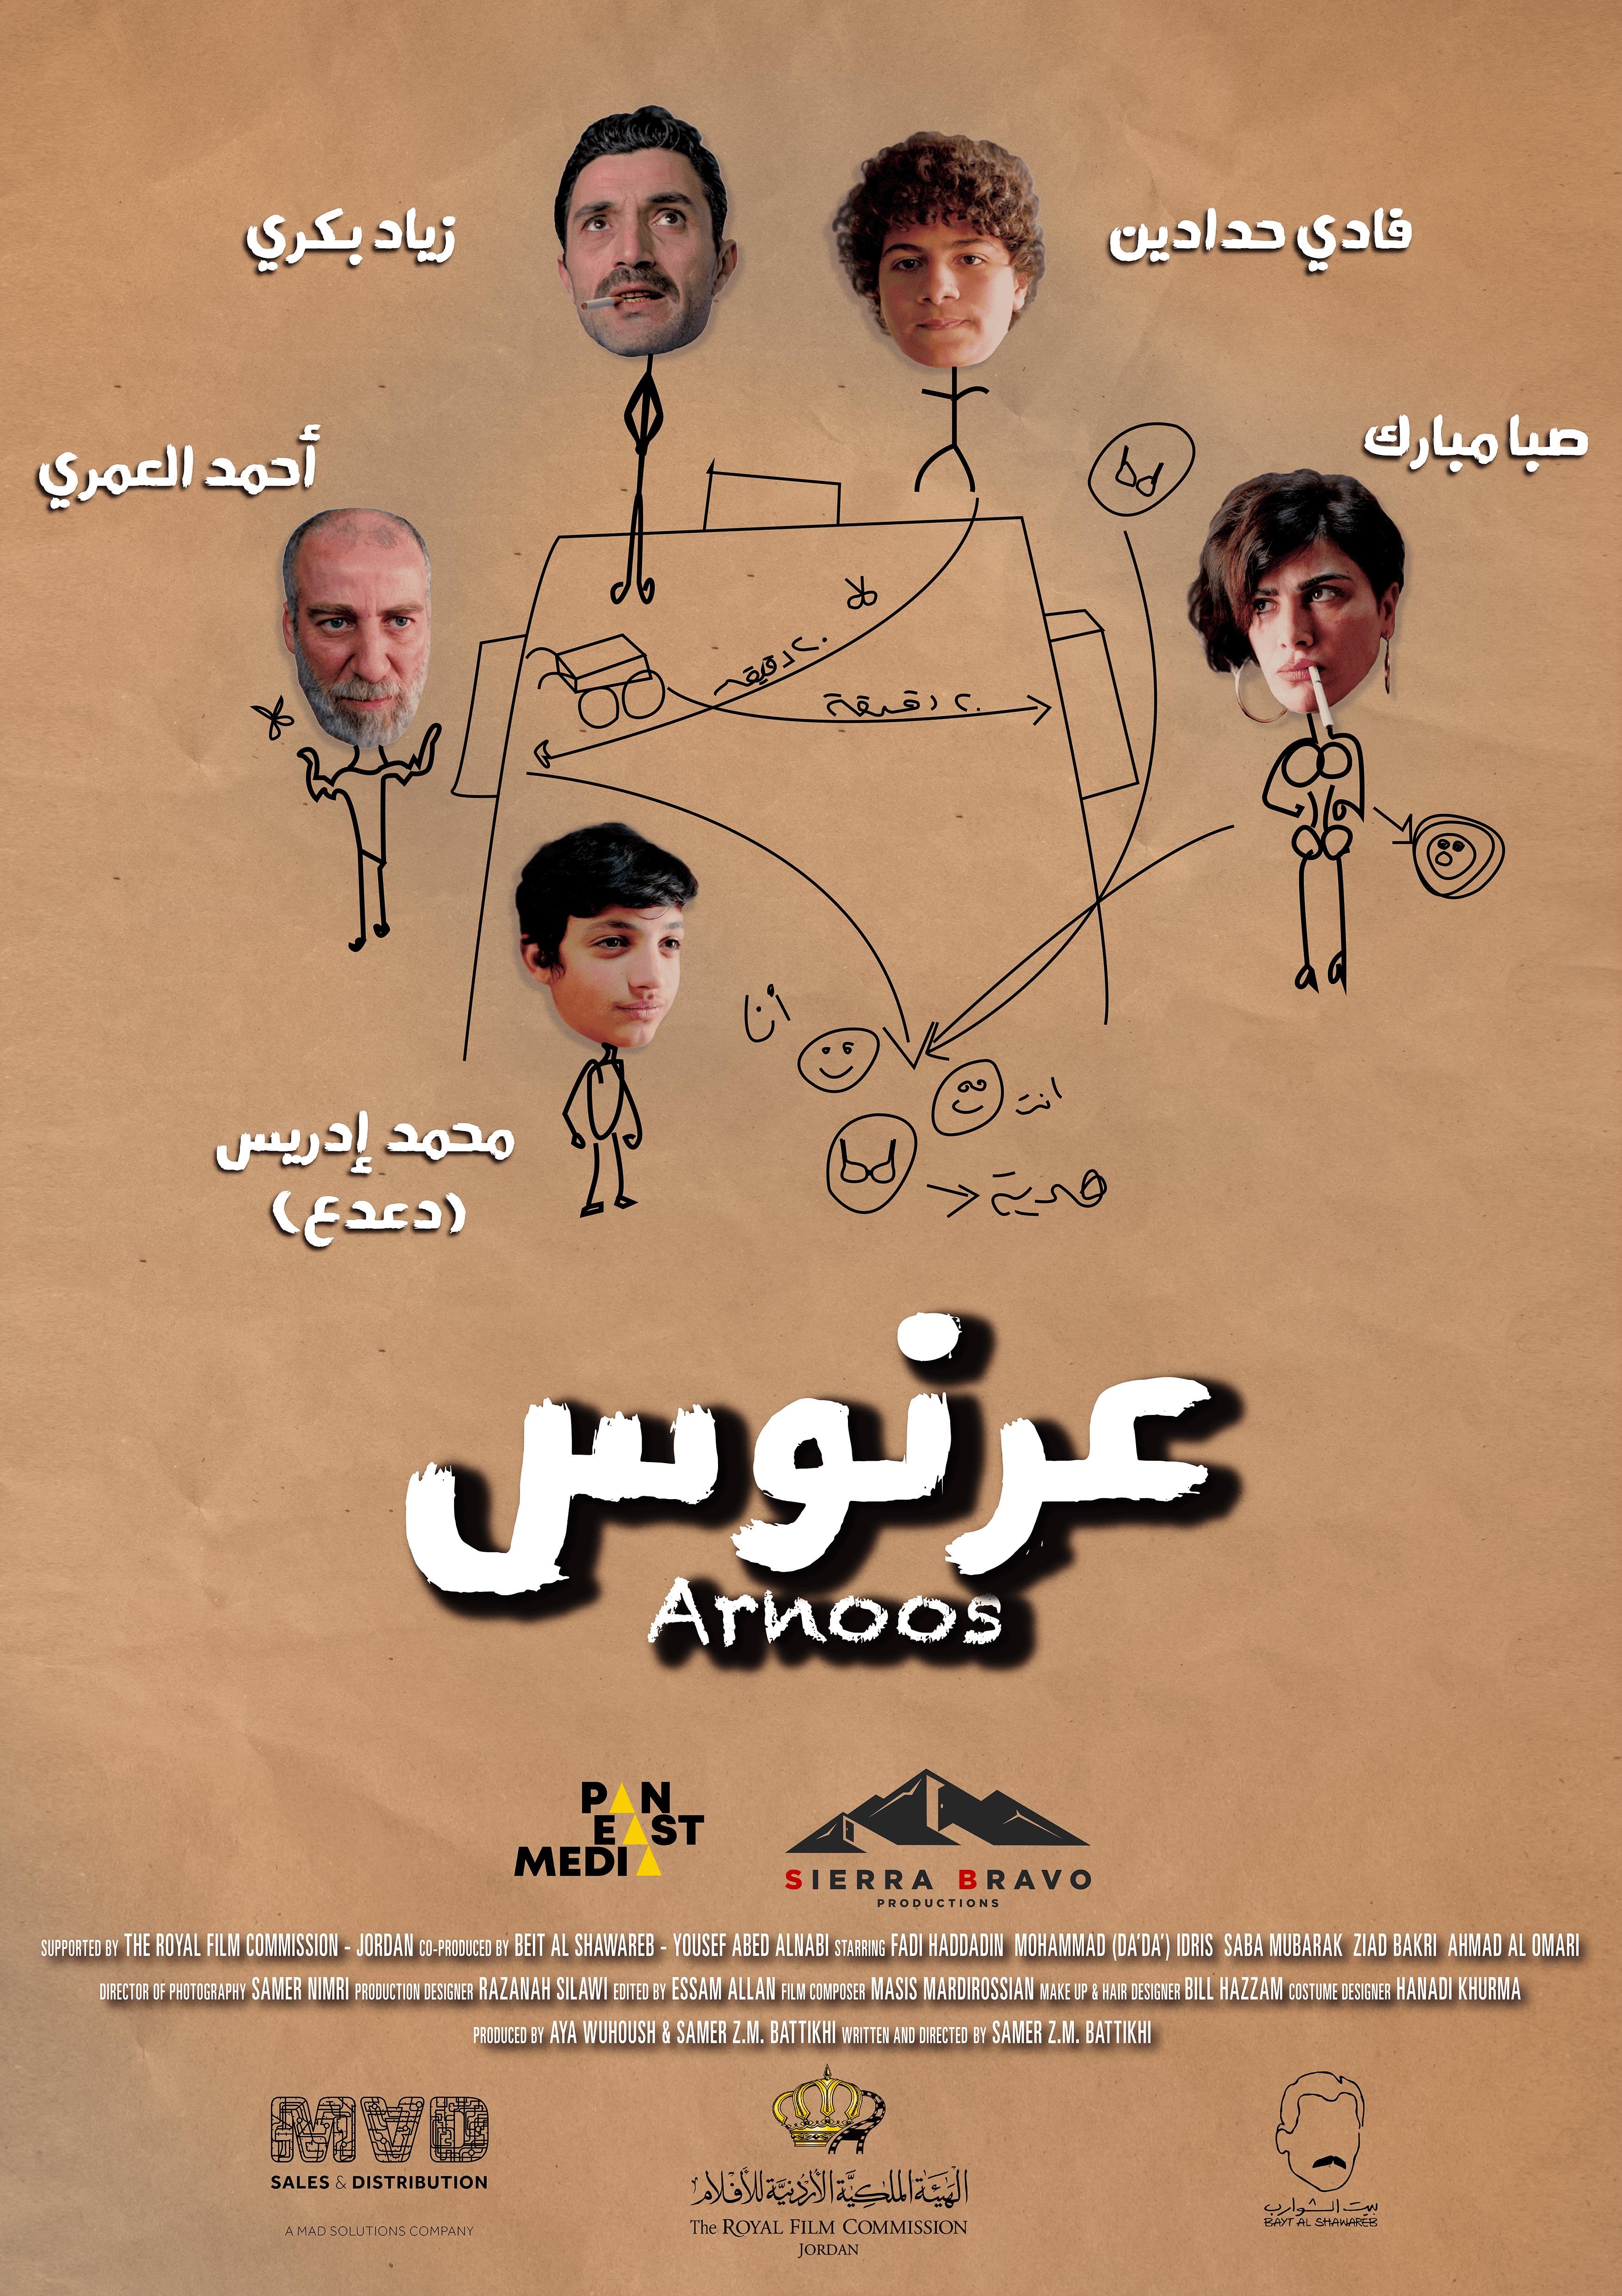 زياد بكري
فادي حدادين
أحمد العمري
صبا مبارك
لا
٢٠ دقيقة
٢٠ دقيقة
أنا
انت
هدية
محمد إدريس
(دعدع)
عرنوس
Arnoos
PAN
EAST
MEDIA
SIERRA BRAVO
PRODUCTIONS
SUPPORTED BY THE ROYAL FILM COMMISSION - JORDAN CO-PRODUCED BY BEIT AL SHAWAREB - YOUSEF ABED ALNABI STARRING FADI HADDADIN MOHAMMAD (DA'DA') IDRIS SABA MUBARAK ZIAD BAKRI AHMAD AL OMARI
DIRECTOR OF PHOTOGRAPHY SAMER NIMRI PRODUCTION DESIGNER RAZANAH SILAWI EDITED BY ESSAM ALLAN FILM COMPOSER MASIS MARDIROSSIAN MAKE UP & HAIR DESIGNER BILL HAZZAM COSTUME DESIGNER HANADI KHURMA
PRODUCED BY AYA WUHOUSH & SAMER Z.M. BATTIKHI WRITTEN AND DIRECTED BY SAMER Z.M. BATTIKHI
MAD
SALES & DISTRIBUTION
A MAD SOLUTIONS COMPANY
الهيئة الملكية الأردنية للأفلام
The ROYAL FILM COMMISSION
JORDAN
بيت الشوارب
BAYT AL SHAWAREB